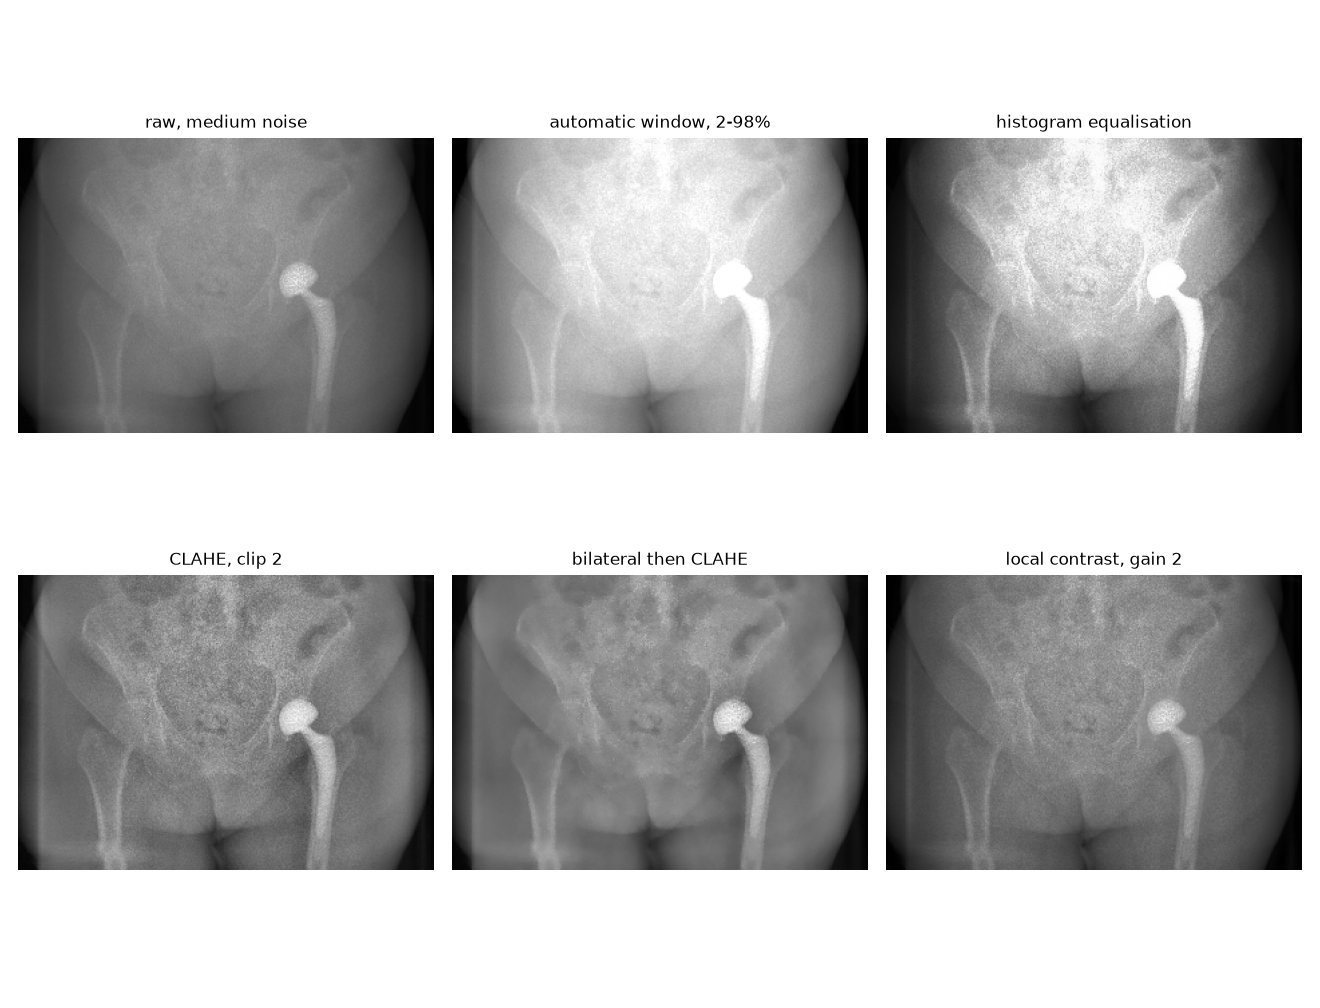 raw, medium noise
automatic window, 2-98%
histogram equalisation
CLAHE, clip 2
bilateral then CLAHE
local contrast, gain 2